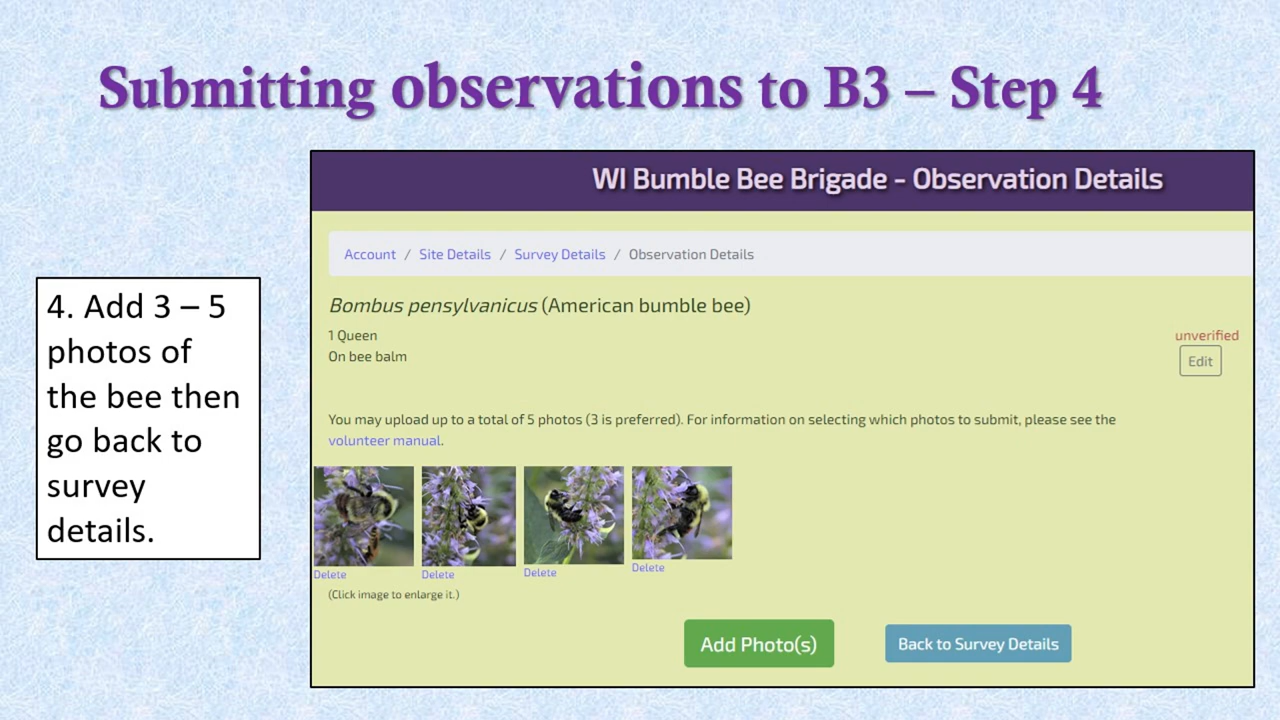 Submitting observations to B3 – Step 4
4. Add 3 – 5
photos of
the bee then
go back to
survey
details.
WI Bumble Bee Brigade - Observation Details
Account / Site Details / Survey Details / Observation Details
Bombus pensylvanicus (American bumble bee)
1 Queen
On bee balm
unverified
Edit
You may upload up to a total of 5 photos (3 is preferred). For information on selecting which photos to submit, please see the
volunteer manual.
Delete Delete Delete Delete
(Click image to enlarge it.)
Add Photo(s) Back to Survey Details